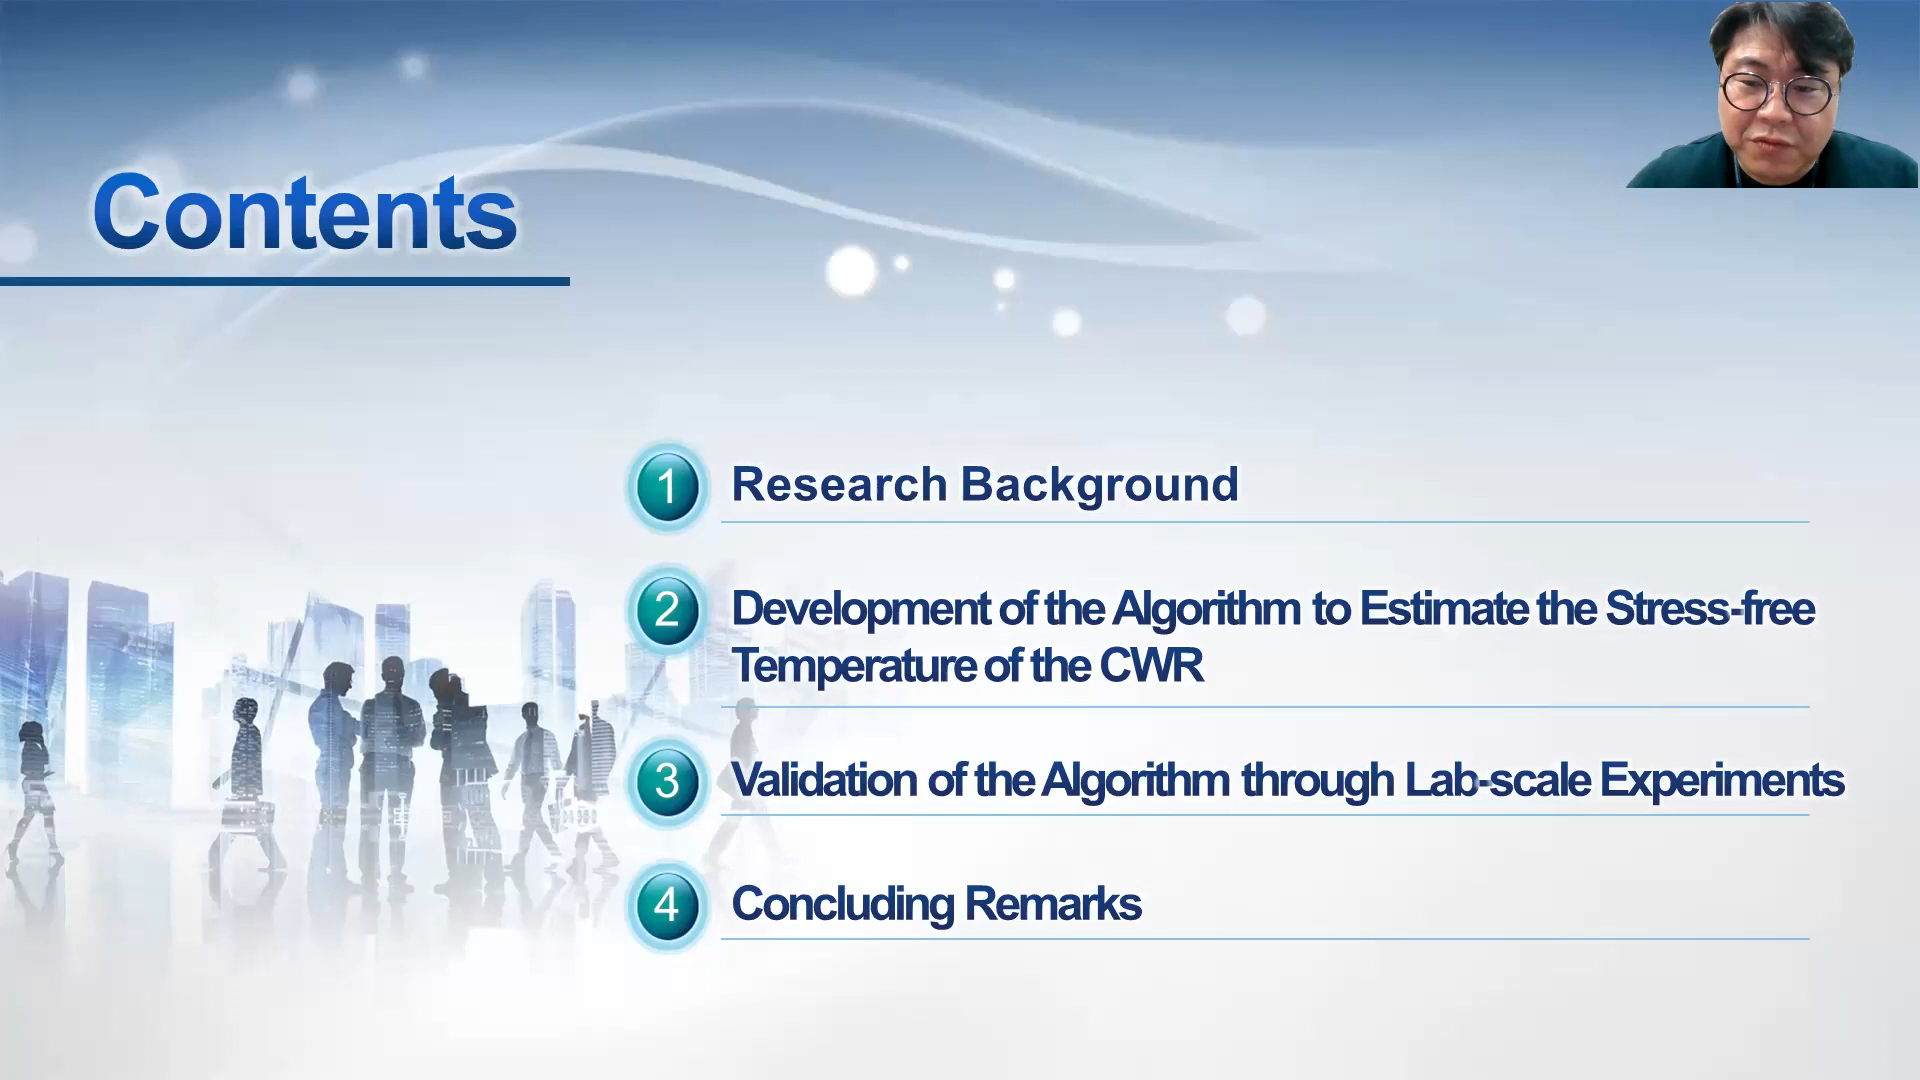 Contents
1 Research Background
2 Development of the Algorithm to Estimate the Stress-free
Temperature of the CWR
3 Validation of the Algorithm through Lab-scale Experiments
4 Concluding Remarks